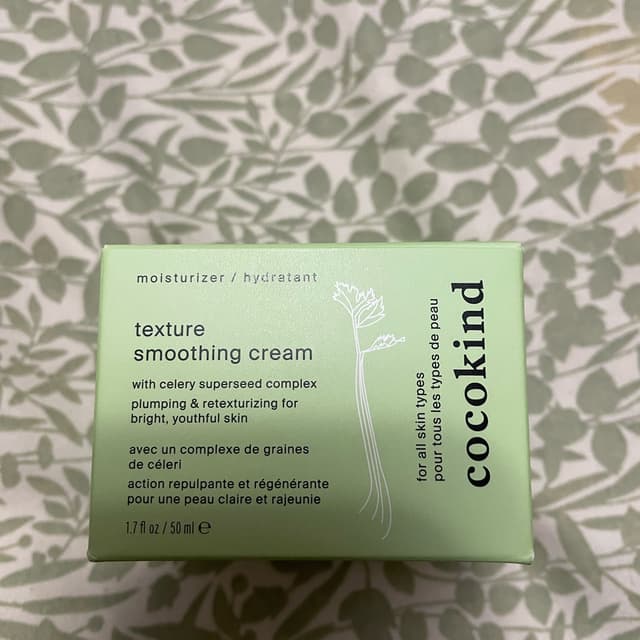 moisturizer / hydratant
texture
smoothing cream
with celery superseed complex
plumping & retexturizing for
bright, youthful skin
avec un complexe de graines
de céleri
action repulpante et régénérante
pour une peau claire et rajeunie
1.7 fl oz / 50 ml ℮
for all skin types
pour tous les types de peau
cocokind